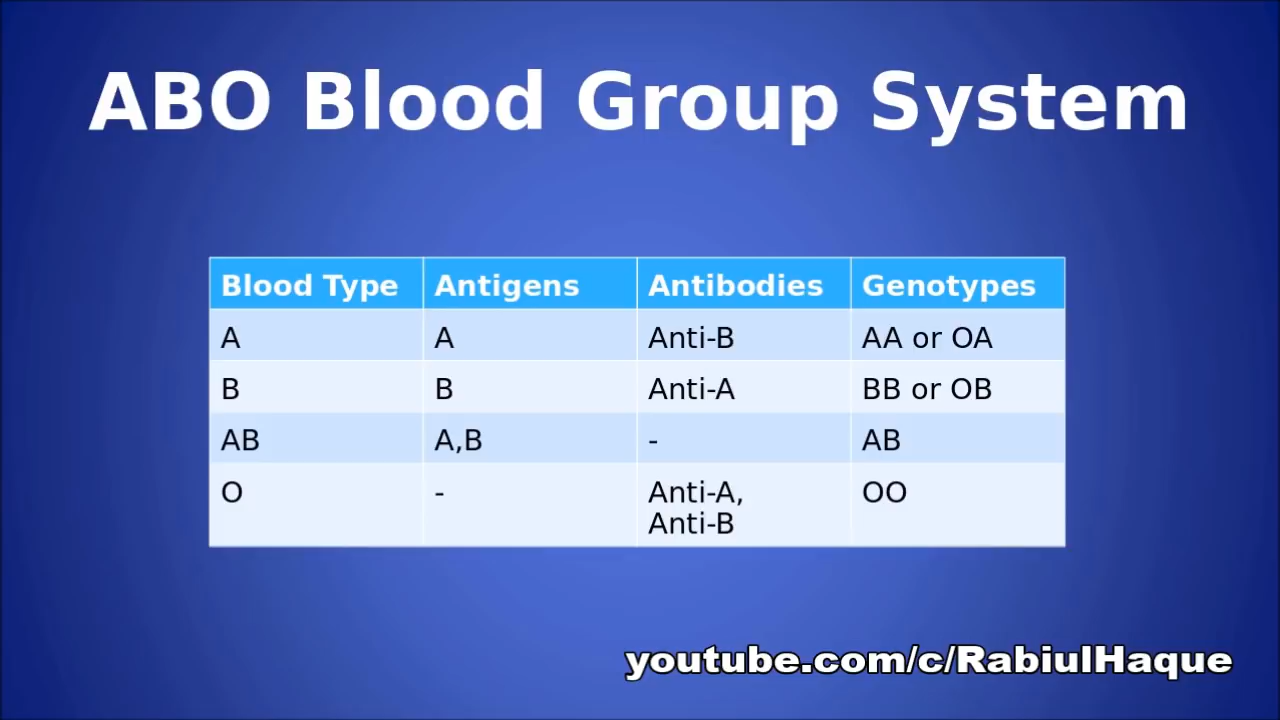 ABO Blood Group System
Blood Type Antigens Antibodies Genotypes
A A Anti-B AA or OA
B B Anti-A BB or OB
AB A,B - AB
O - Anti-A, OO
Anti-B
youtube.com/c/RabiulHaque